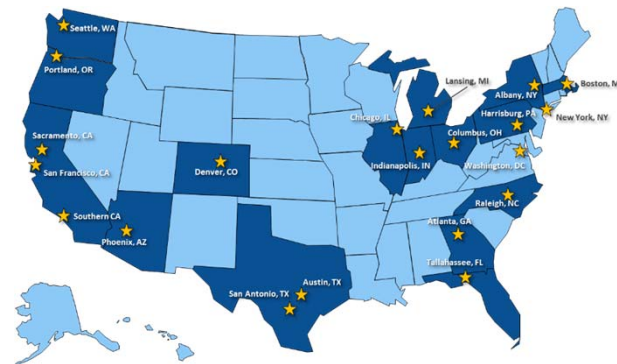 Seattle, WA
Portland, OR
Lansing, MI
Boston, M
Albany, NY
Harrisburg, PA
New York, NY
Chicago, IL
Sacramento, CA
Columbus, OH
San Francisco, CA
Denver, CO
Indianapolis, IN
Washington, DC
Raleigh, NC
Southern CA
Atlanta, GA
Phoenix, AZ
Tallahassee, FL
Austin, TX
San Antonio, TX